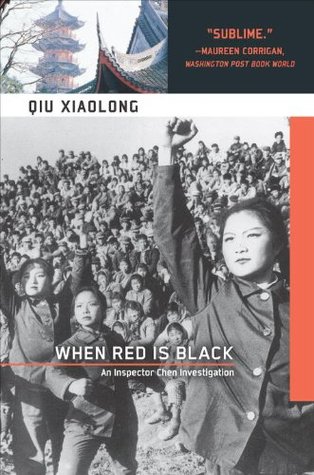 "SUBLIME."
—MAUREEN CORRIGAN,
WASHINGTON POST BOOK WORLD
QIU XIAOLONG
WHEN RED IS BLACK
An Inspector Chen Investigation